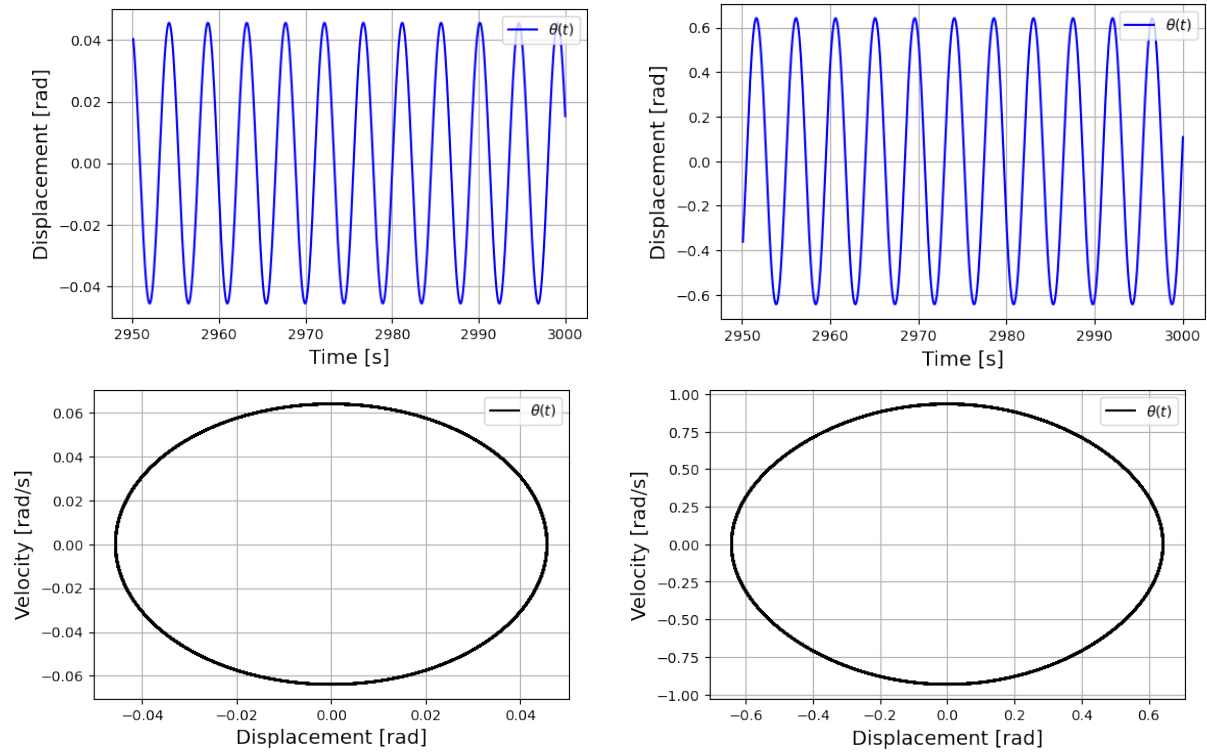 θ(t)
0.04
0.02
0.00
−0.02
−0.04
Displacement [rad]
2950 2960 2970 2980 2990 3000
Time [s]
θ(t)
0.6
0.4
0.2
0.0
−0.2
−0.4
−0.6
Displacement [rad]
2950 2960 2970 2980 2990 3000
Time [s]
θ(t)
0.06
0.04
0.02
0.00
−0.02
−0.04
−0.06
Velocity [rad/s]
−0.04 −0.02 0.00 0.02 0.04
Displacement [rad]
θ(t)
1.00
0.75
0.50
0.25
0.00
−0.25
−0.50
−0.75
−1.00
Velocity [rad/s]
−0.6 −0.4 −0.2 0.0 0.2 0.4 0.6
Displacement [rad]